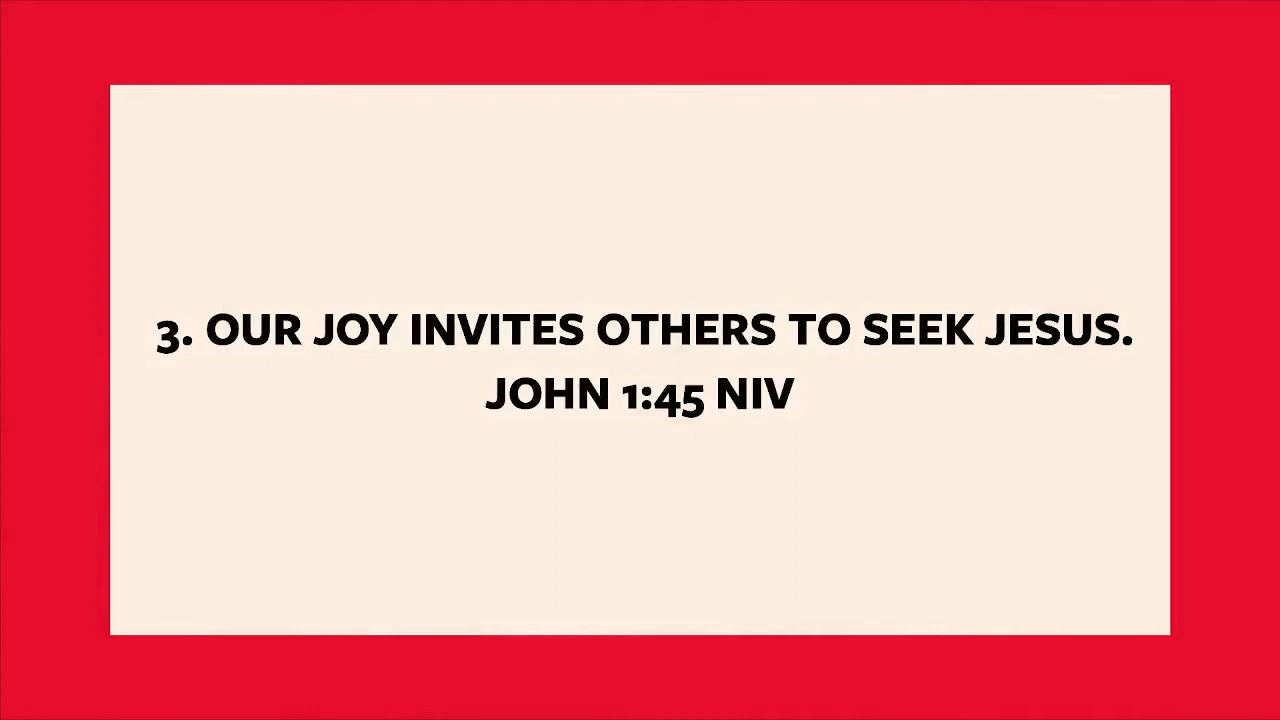 3. OUR JOY INVITES OTHERS TO SEEK JESUS.
JOHN 1:45 NIV